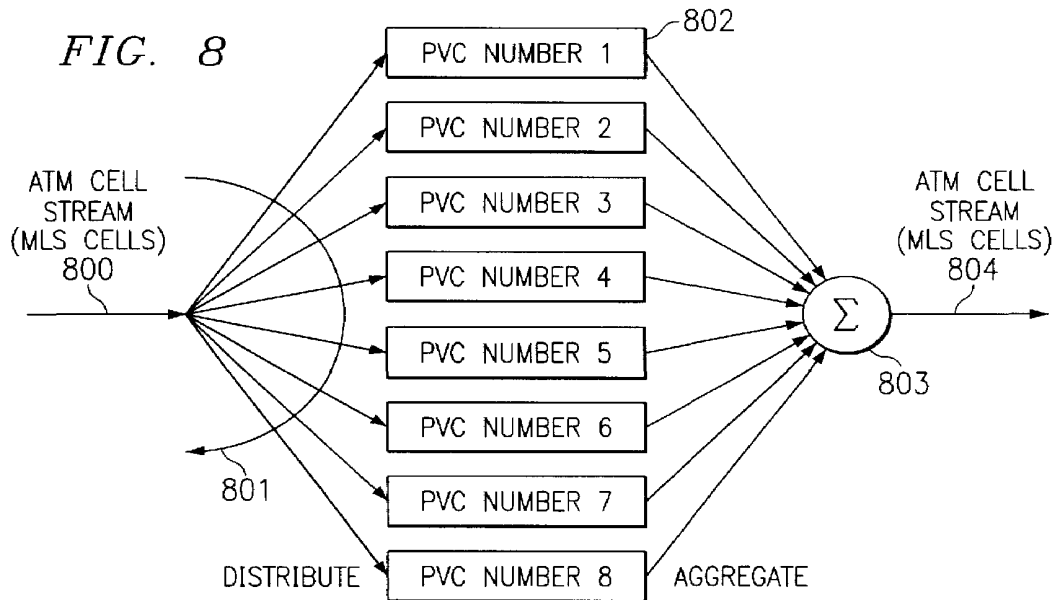 FIG. 8
802
PVC NUMBER 1
PVC NUMBER 2
PVC NUMBER 3
PVC NUMBER 4
PVC NUMBER 5
PVC NUMBER 6
PVC NUMBER 7
PVC NUMBER 8
ATM CELL
STREAM
(MLS CELLS)
800
801
DISTRIBUTE
AGGREGATE
Σ
803
ATM CELL
STREAM
(MLS CELLS)
804